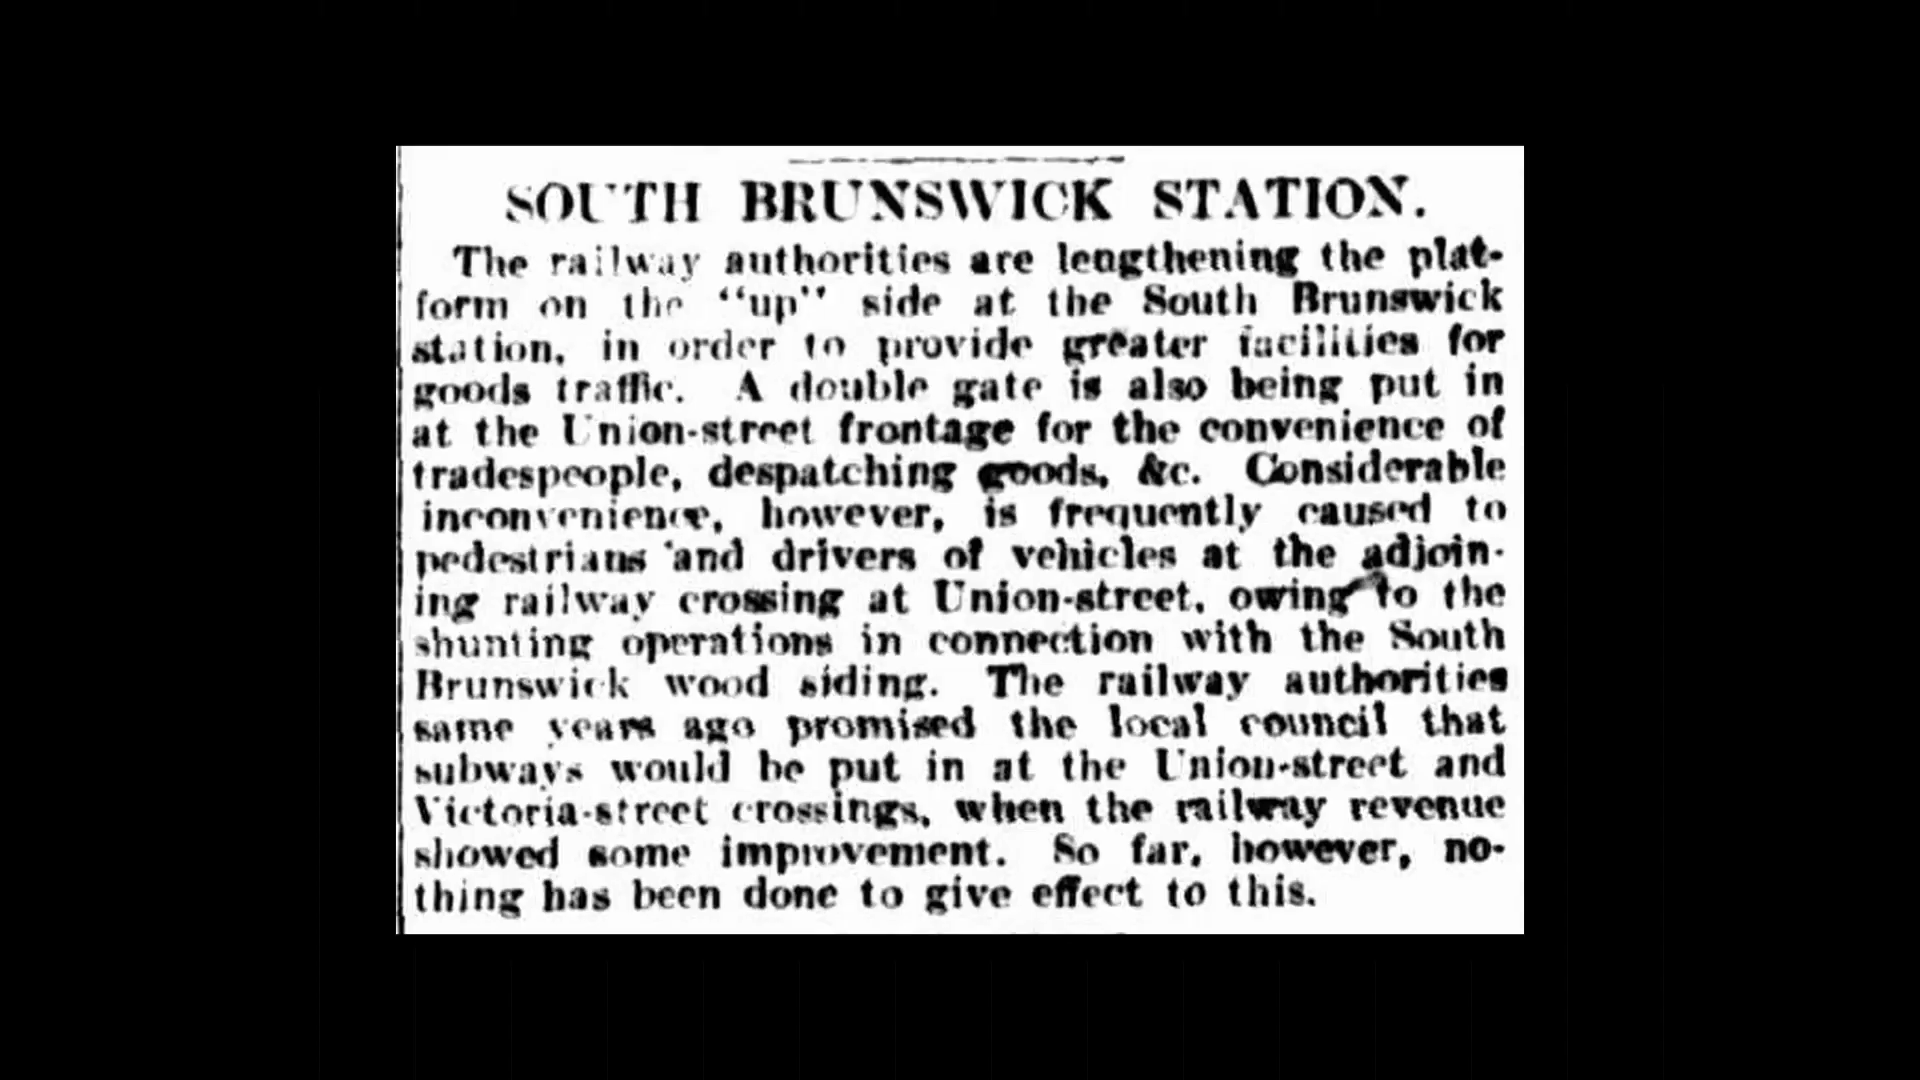 SOUTH BRUNSWICK STATION.
The railway authorities are lengthening the plat-
form on the "up" side at the South Brunswick
station, in order to provide greater facilities for
goods traffic. A double gate is also being put in
at the Union-street frontage for the convenience of
tradespeople, despatching goods, &c. Considerable
inconvenience, however, is frequently caused to
pedestrians and drivers of vehicles at the adjoin-
ing railway crossing at Union-street, owing to the
shunting operations in connection with the South
Brunswick wood siding. The railway authorities
same years ago promised the local council that
subways would be put in at the Union-street and
Victoria-street crossings, when the railway revenue
showed some improvement. So far, however, no-
thing has been done to give effect to this.